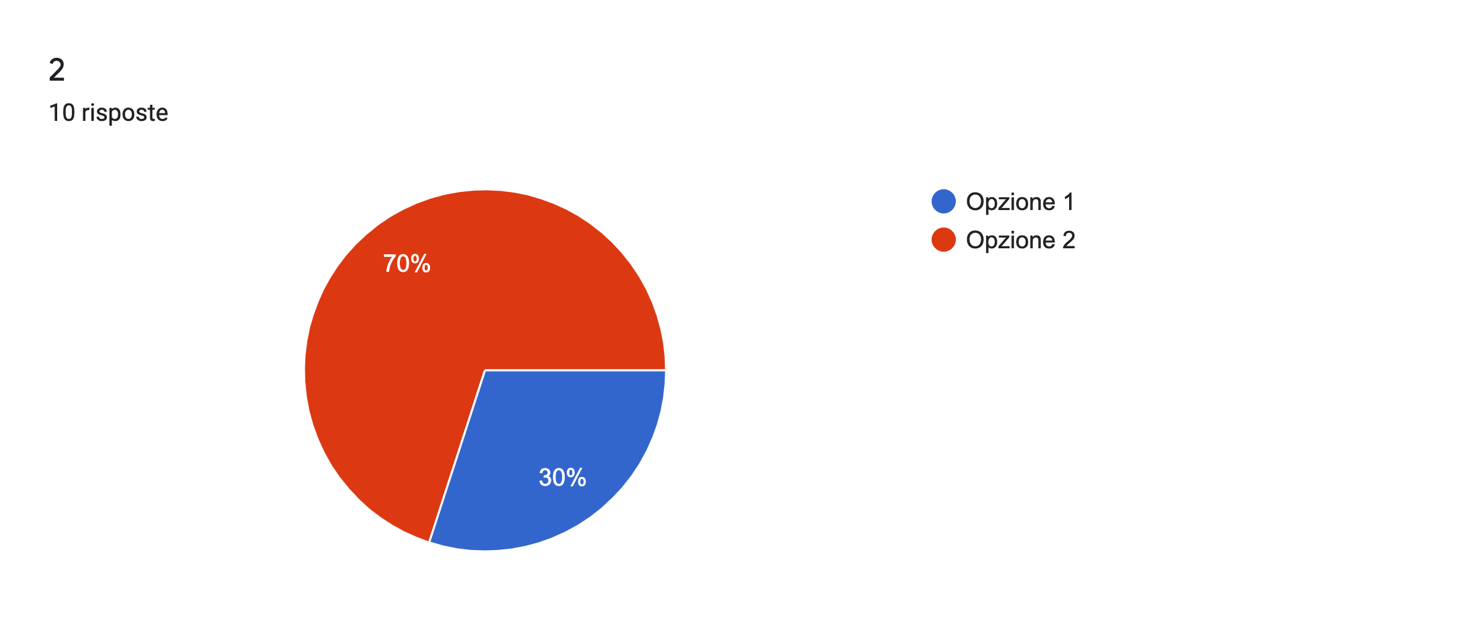 2
10 risposte
Opzione 1
Opzione 2
70%
30%